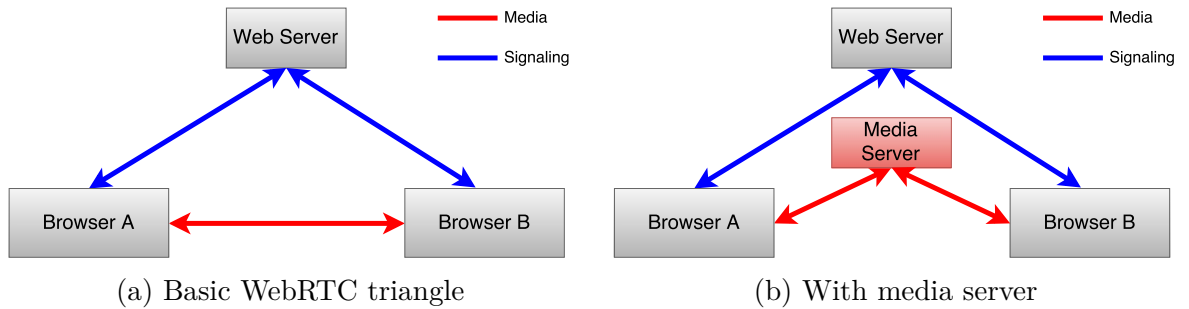 Web Server
Media
Signaling
Browser A
Browser B
(a) Basic WebRTC triangle
Web Server
Media
Signaling
Media
Server
Browser A
Browser B
(b) With media server